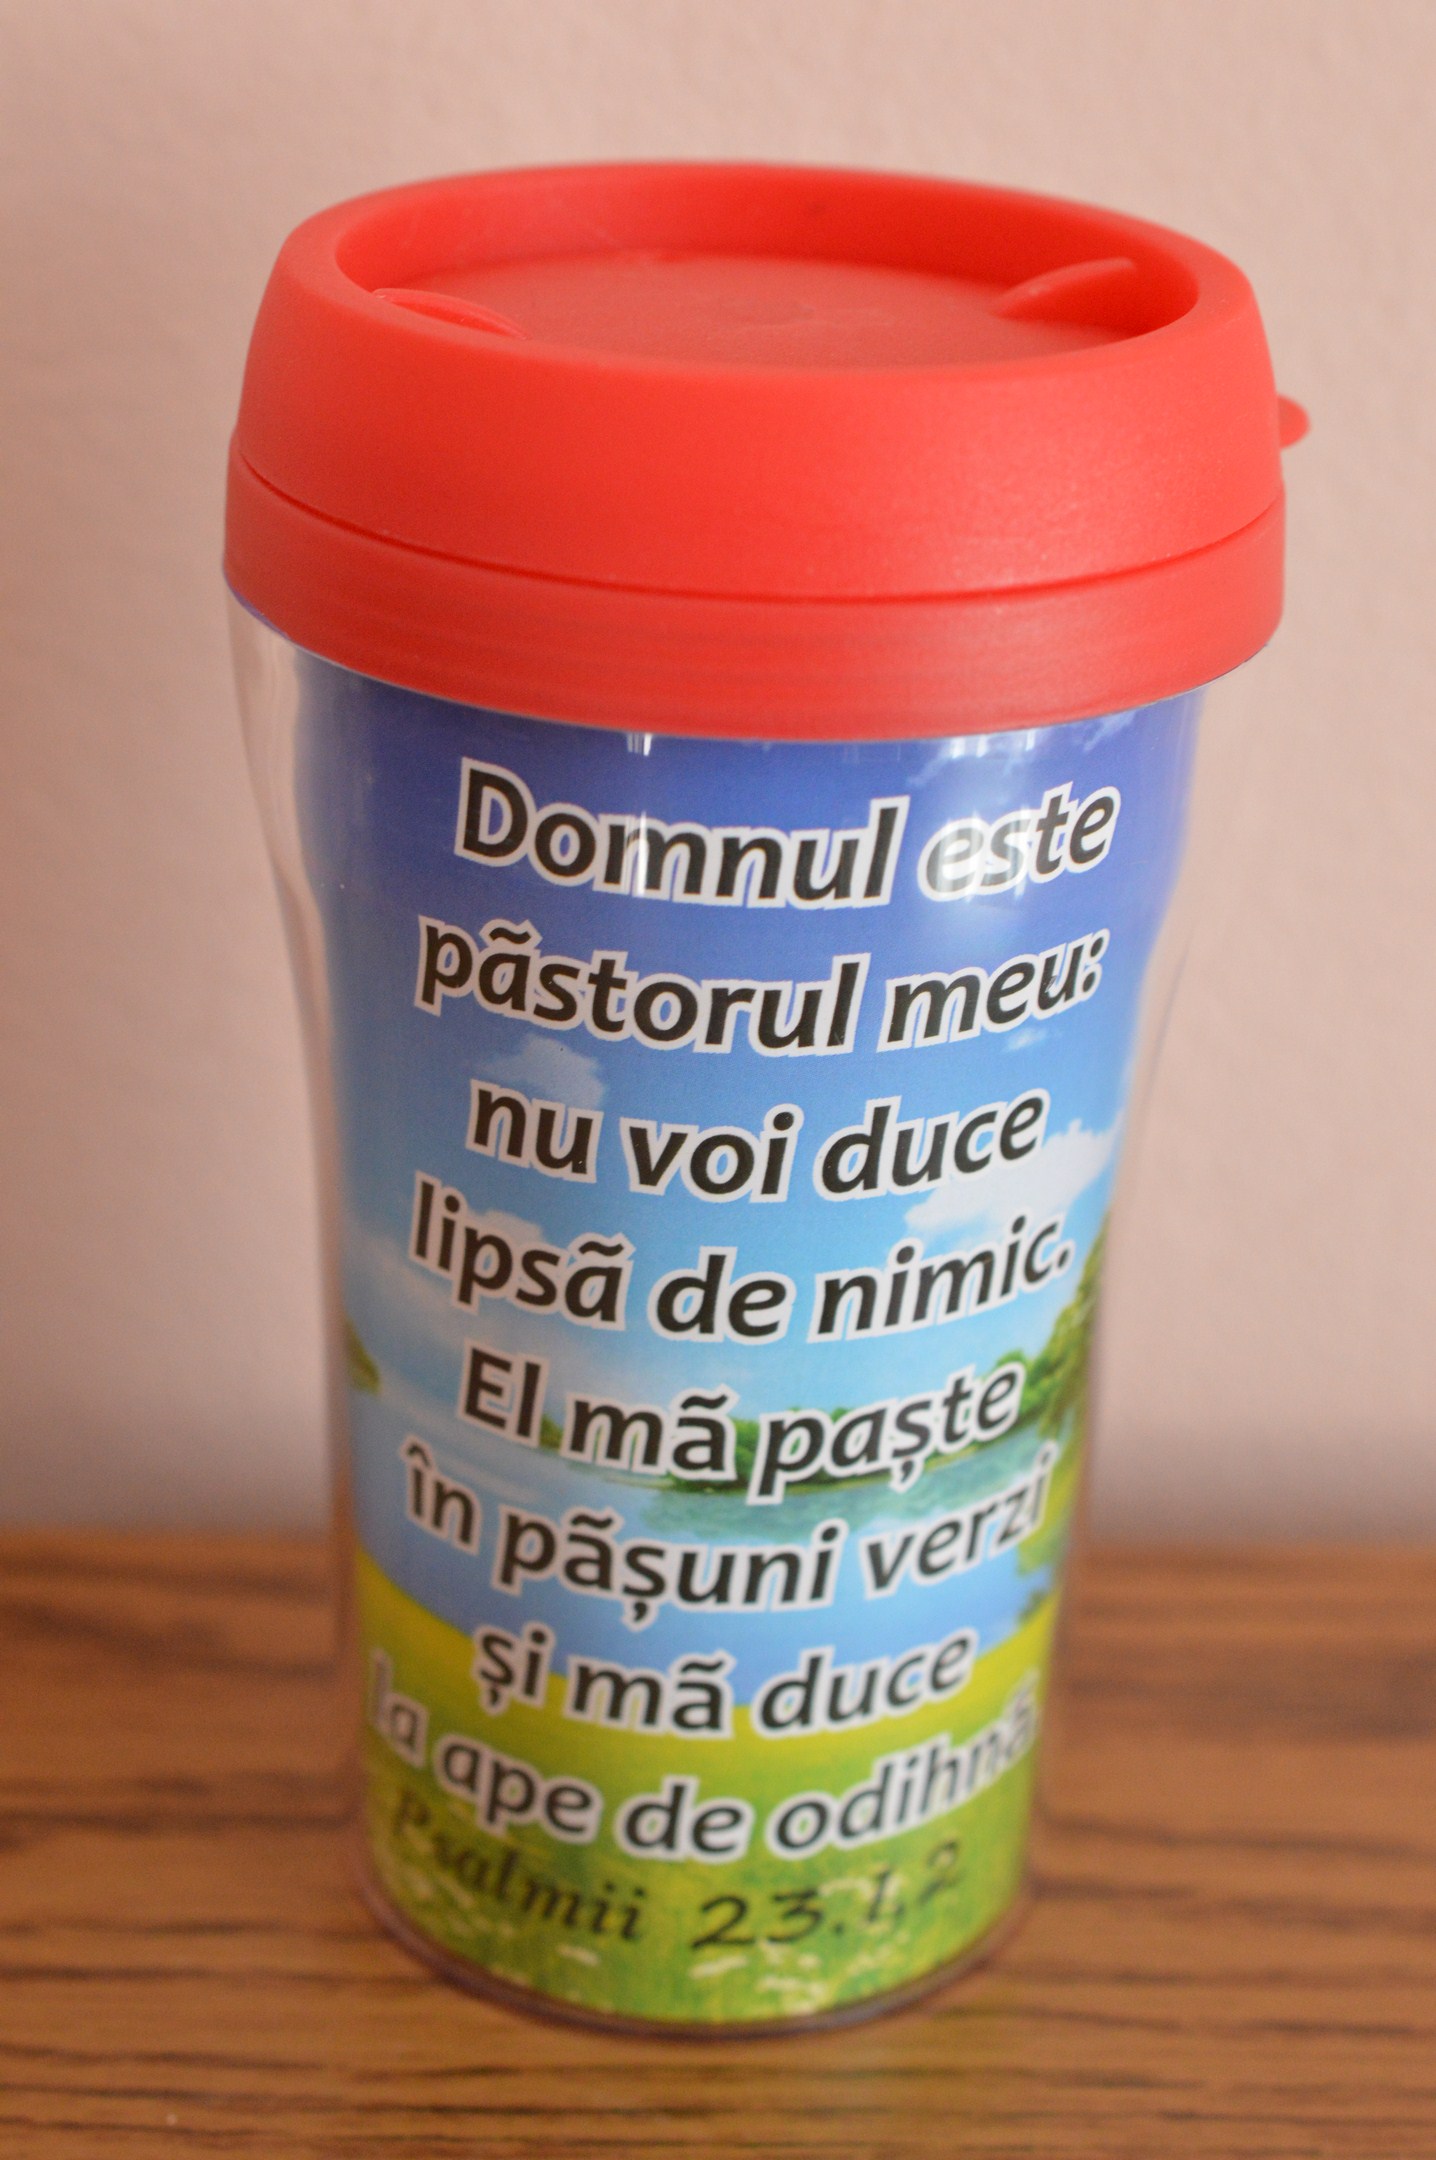 Domnul este
pãstorul meu:
nu voi duce
lipsã de nimic.
El mã paște
în pãșuni verzi
și mã duce
la ape de odihnã
Psalmii 23.1,2